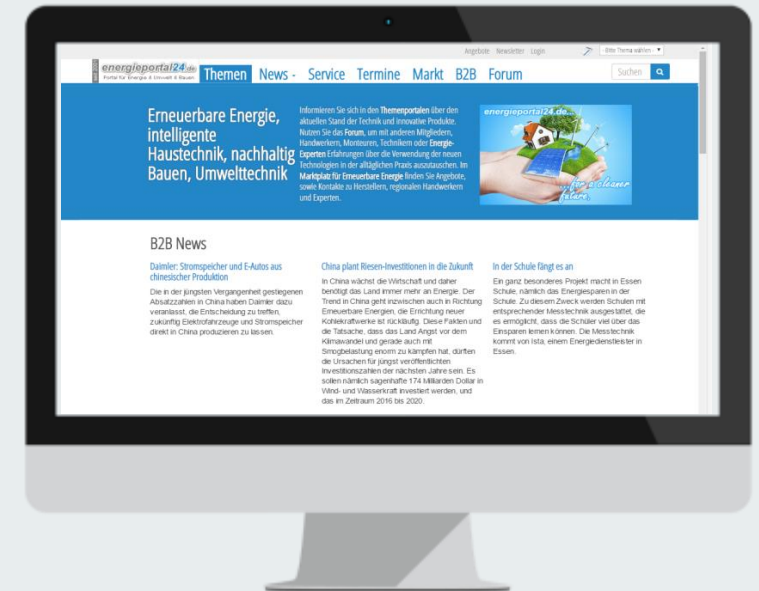 Angebote Newsletter Login
- Bitte Thema wählen -
energieportal24.de
Portal für Energie & Umwelt & Bauen
Themen News Service Termine Markt B2B Forum
Suchen
Erneuerbare Energie,
intelligente
Haustechnik, nachhaltig
Bauen, Umwelttechnik
Informieren Sie sich in den Themenportalen über den
aktuellen Stand der Technik und innovative Produkte.
Nutzen Sie das Forum, um mit anderen Mitgliedern,
Handwerkern, Monteuren, Technikern oder Energie-
Experten Erfahrungen über die Verwendung der neuen
Technologien in der alltäglichen Praxis auszutauschen. Im
Marktplatz für Erneuerbare Energie finden Sie Angebote,
sowie Kontakte zu Herstellern, regionalen Handwerkern
und Experten.
energieportal24.de...
...for a cleaner
future.
B2B News
Daimler: Stromspeicher und E-Autos aus
chinesischer Produktion
Die in der jüngsten Vergangenheit gestiegenen
Absatzzahlen in China haben Daimler dazu
veranlasst, die Entscheidung zu treffen,
zukünftig Elektrofahrzeuge und Stromspeicher
direkt in China produzieren zu lassen.
China plant Riesen-Investitionen in die Zukunft
In China wächst die Wirtschaft und daher
benötigt das Land immer mehr an Energie. Der
Trend in China geht inzwischen auch in Richtung
Erneuerbare Energien, die Errichtung neuer
Kohlekraftwerke ist rückläufig. Diese Fakten und
die Tatsache, dass das Land Angst vor dem
Klimawandel und gerade auch mit
Smogbelastung enorm zu kämpfen hat, dürften
die Ursachen für jüngst veröffentlichten
Investitionszahlen der nächsten Jahre sein. Es
sollen nämlich sagenhafte 174 Milliarden Dollar in
Wind- und Wasserkraft investiert werden, und
das im Zeitraum 2016 bis 2020.
In der Schule fängt es an
Ein ganz besonderes Projekt macht in Essen
Schule, nämlich das Energiesparen in der
Schule. Zu diesem Zweck werden Schulen mit
entsprechender Messtechnik ausgestattet, die
es ermöglicht, dass die Schüler viel über das
Einsparen lernen können. Die Messtechnik
kommt von Ista, einem Energiedienstleister in
Essen.